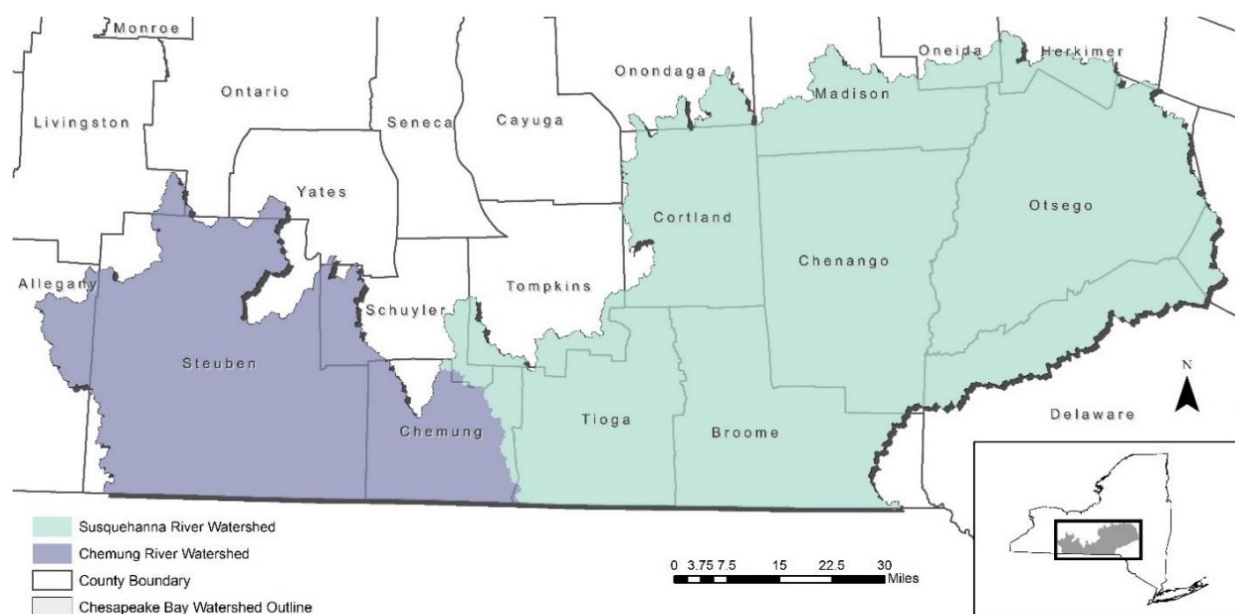 Monroe
Oneida
Herkimer
Onondaga
Madison
Ontario
Livingston
Seneca
Cayuga
Yates
Cortland
Otsego
Chenango
Allegany
Tompkins
Schuyler
Steuben
N
Delaware
Tioga
Chemung
Broome
Susquehanna River Watershed
Chemung River Watershed
County Boundary
Chesapeake Bay Watershed Outline
0 3.75 7.5 15 22.5 30
Miles